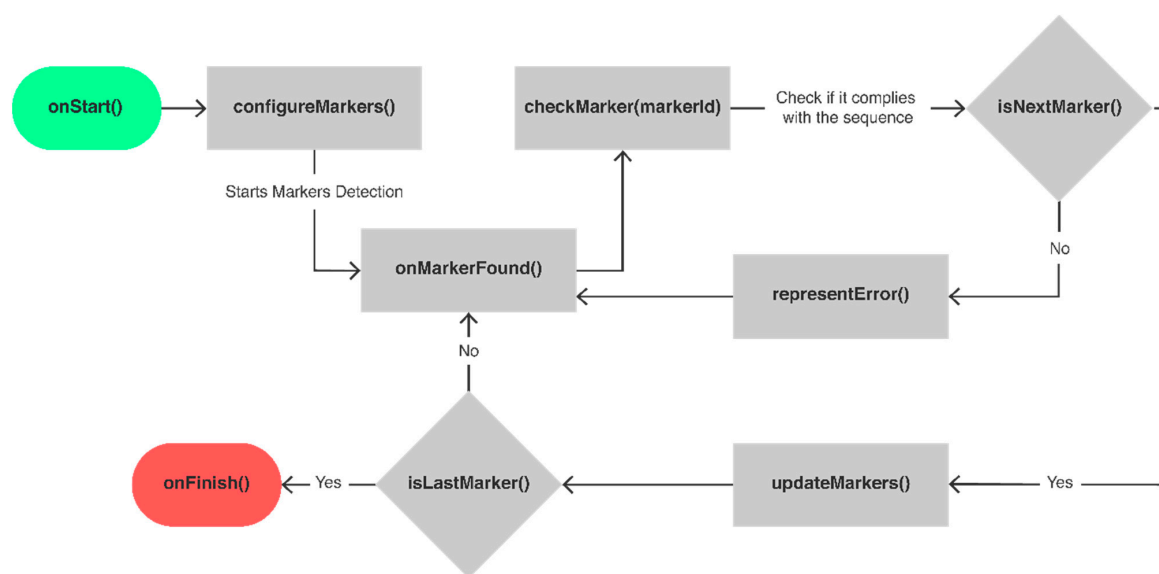 onStart()
configureMarkers()
checkMarker(markerId)
Check if it complies
with the sequence
isNextMarker()
Starts Markers Detection
onMarkerFound()
No
representError()
No
onFinish()
Yes
isLastMarker()
updateMarkers()
Yes